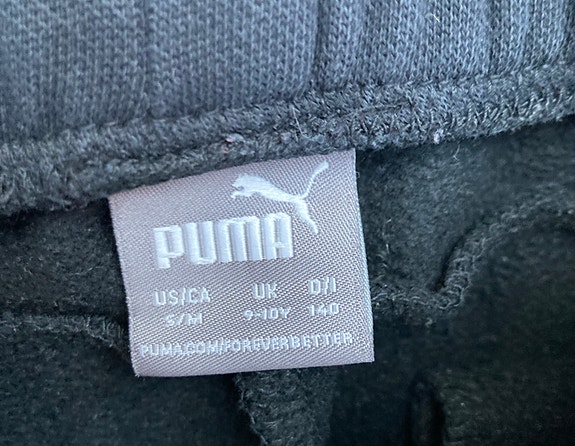 PUMA
US/CA UK D/I
S/M 9-10Y 140
PUMA.COM/FOREVERBETTER